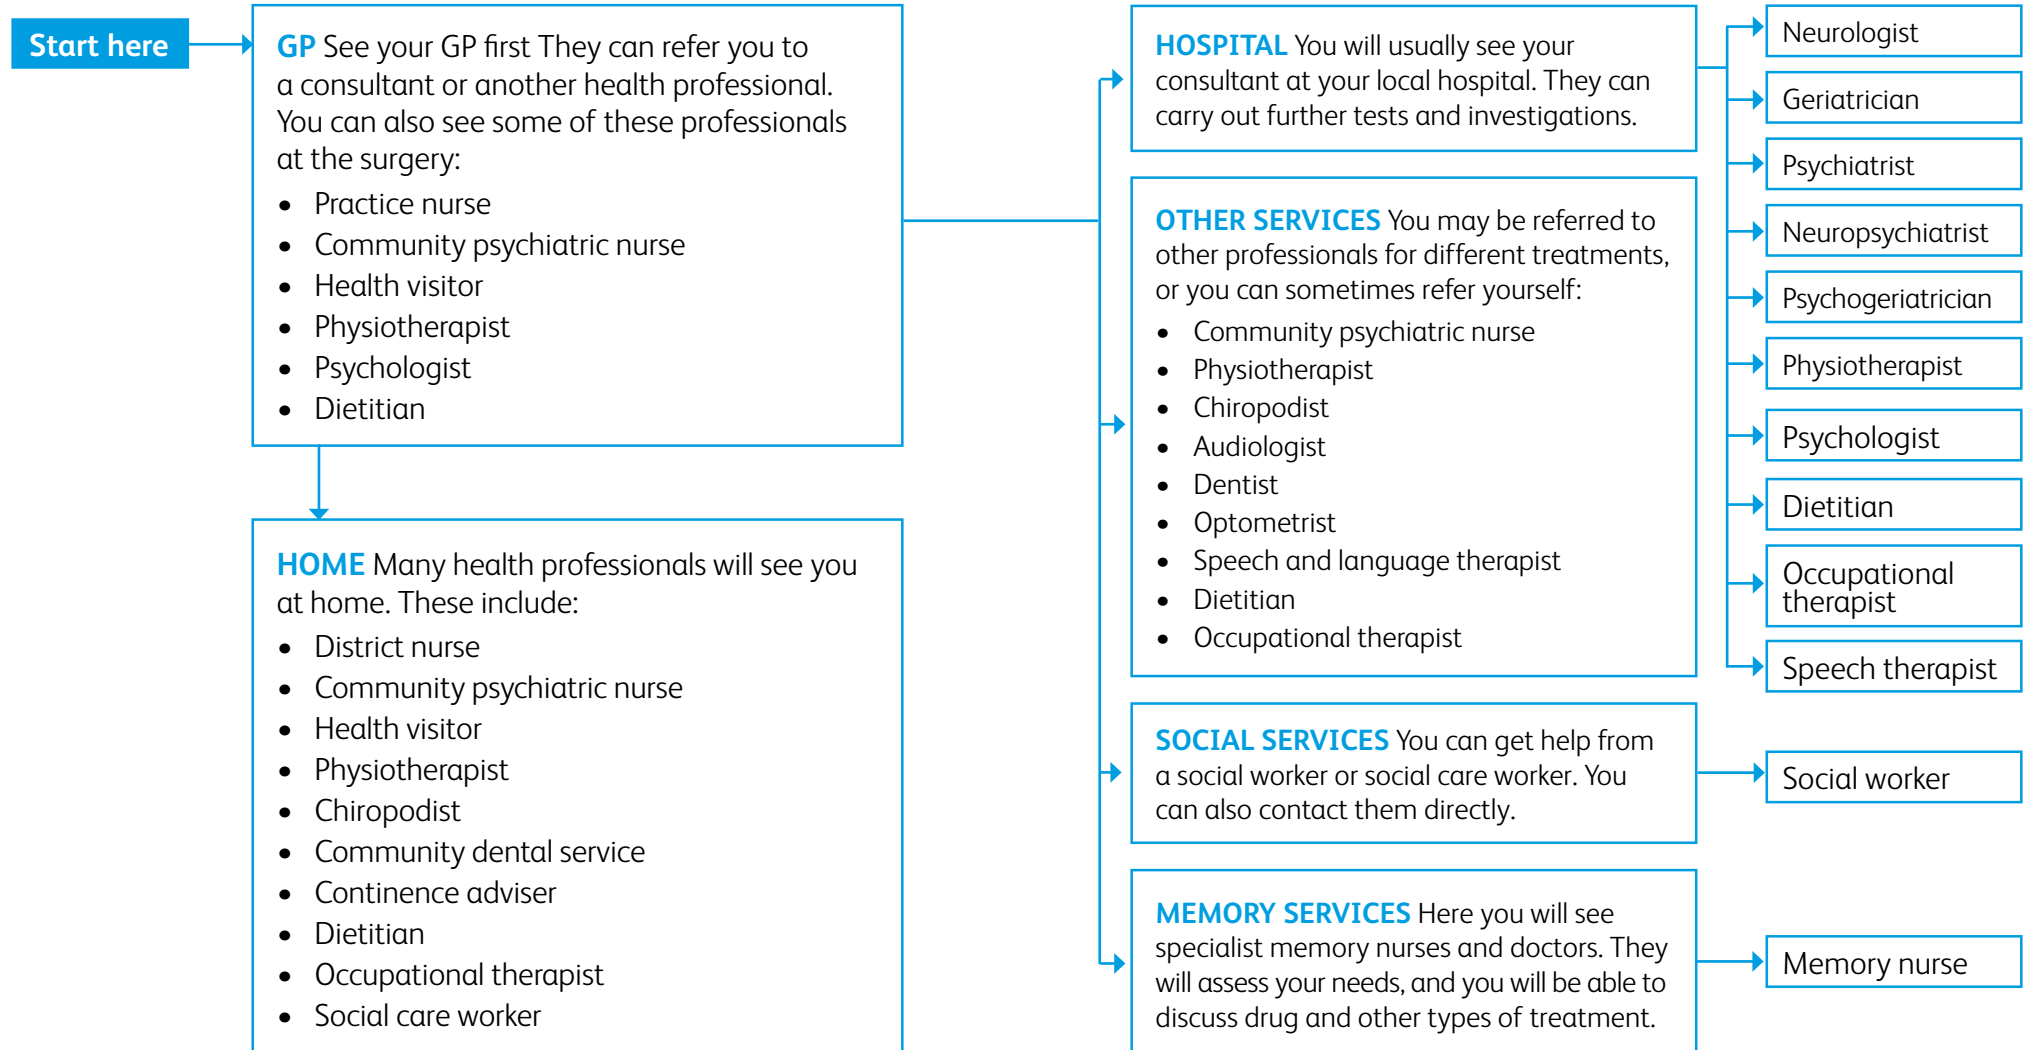 Start here
GP See your GP first They can refer you to
a consultant or another health professional.
You can also see some of these professionals
at the surgery:
• Practice nurse
• Community psychiatric nurse
• Health visitor
• Physiotherapist
• Psychologist
• Dietitian
HOME Many health professionals will see you
at home. These include:
• District nurse
• Community psychiatric nurse
• Health visitor
• Physiotherapist
• Chiropodist
• Community dental service
• Continence adviser
• Dietitian
• Occupational therapist
• Social care worker
HOSPITAL You will usually see your
consultant at your local hospital. They can
carry out further tests and investigations.
OTHER SERVICES You may be referred to
other professionals for different treatments,
or you can sometimes refer yourself:
• Community psychiatric nurse
• Physiotherapist
• Chiropodist
• Audiologist
• Dentist
• Optometrist
• Speech and language therapist
• Dietitian
• Occupational therapist
SOCIAL SERVICES You can get help from
a social worker or social care worker. You
can also contact them directly.
MEMORY SERVICES Here you will see
specialist memory nurses and doctors. They
will assess your needs, and you will be able to
discuss drug and other types of treatment.
Neurologist
Geriatrician
Psychiatrist
Neuropsychiatrist
Psychogeriatrician
Physiotherapist
Psychologist
Dietitian
Occupational
therapist
Speech therapist
Social worker
Memory nurse